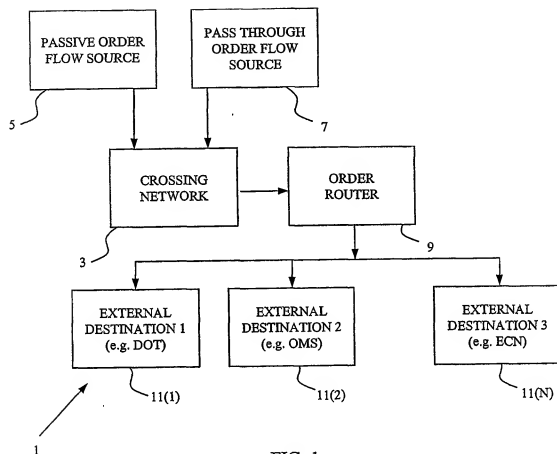 PASSIVE ORDER
FLOW SOURCE
PASS THROUGH
ORDER FLOW
SOURCE
5
7
CROSSING
NETWORK
ORDER
ROUTER
3
9
EXTERNAL
DESTINATION 1
(e.g. DOT)
EXTERNAL
DESTINATION 2
(e.g. OMS)
EXTERNAL
DESTINATION 3
(e.g. ECN)
11(1)
11(2)
11(N)
1